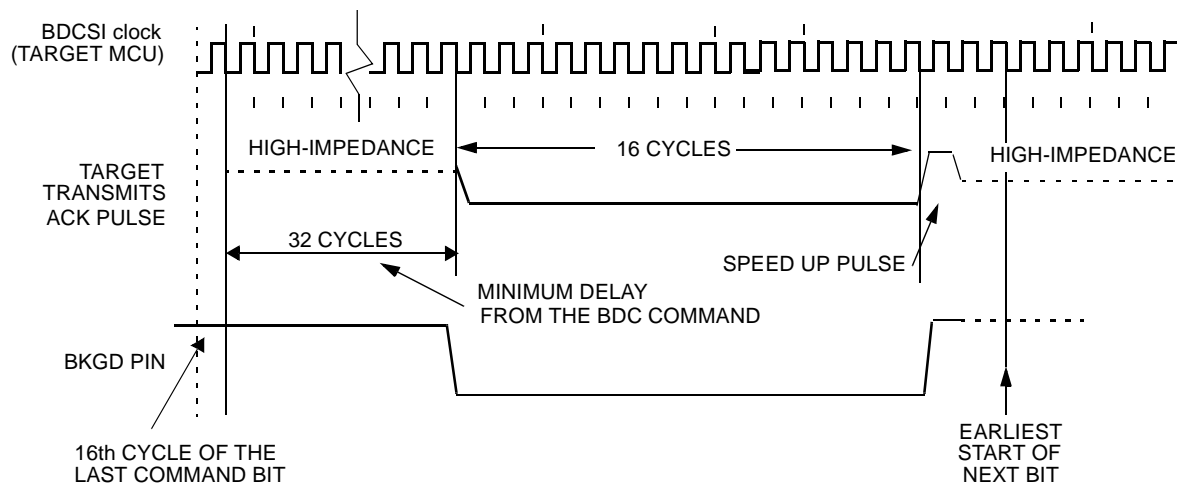 BDCSI clock
(TARGET MCU)
HIGH-IMPEDANCE
16 CYCLES
HIGH-IMPEDANCE
TARGET
TRANSMITS
ACK PULSE
32 CYCLES
SPEED UP PULSE
MINIMUM DELAY
FROM THE BDC COMMAND
BKGD PIN
16th CYCLE OF THE
LAST COMMAND BIT
EARLIEST
START OF
NEXT BIT